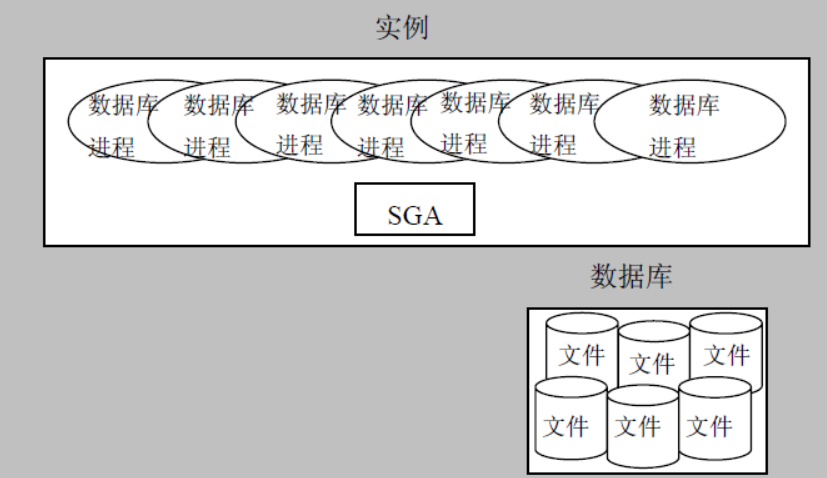 实例
数据库 数据库 数据库 数据库 数据库 数据库 数据库
进程 进程 进程 进程 进程 进程 进程
SGA
数据库
文件 文件 文件
文件 文件 文件